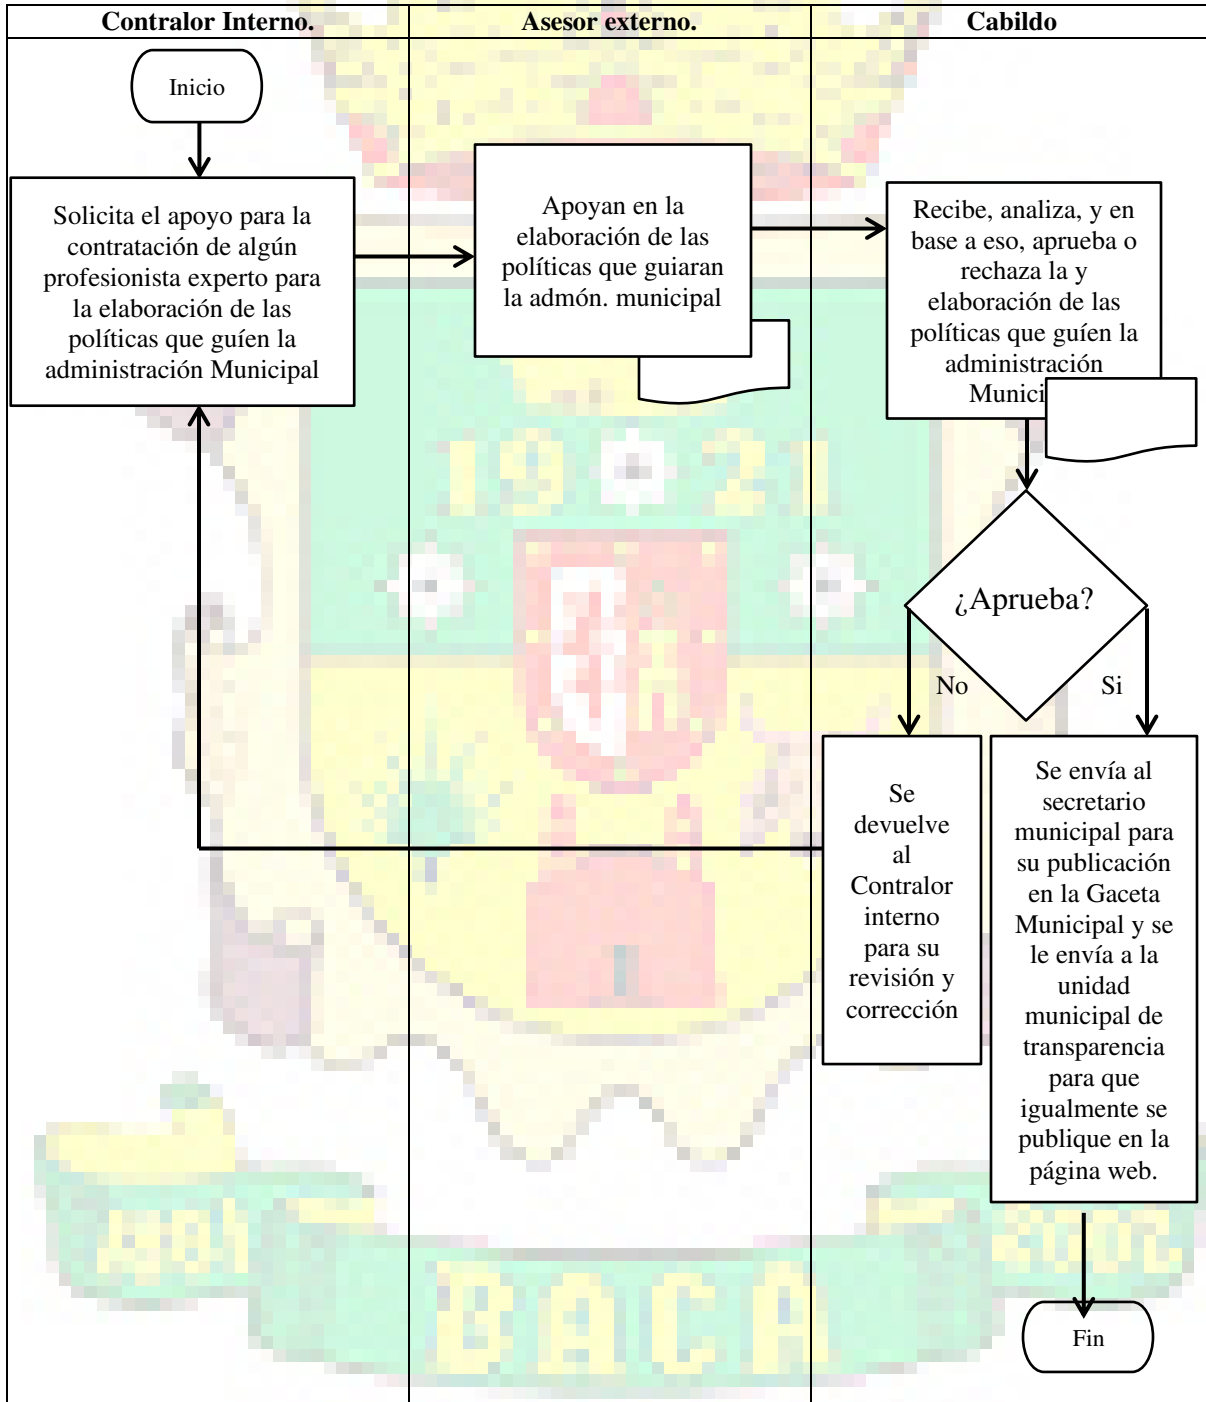 Contralor Interno.
Asesor externo.
Cabildo
Inicio
Solicita el apoyo para la
contratación de algún
profesionista experto para
la elaboración de las
políticas que guíen la
administración Municipal
Apoyan en la
elaboración de las
políticas que guiaran
la admón. municipal
Recibe, analiza, y en
base a eso, aprueba o
rechaza la y
elaboración de las
políticas que guíen la
administración
Munici
¿Aprueba?
No
Si
Se
devuelve
al
Contralor
interno
para su
revisión y
corrección
Se envía al
secretario
municipal para
su publicación
en la Gaceta
Municipal y se
le envía a la
unidad
municipal de
transparencia
para que
igualmente se
publique en la
página web.
Fin
19 21
BACA